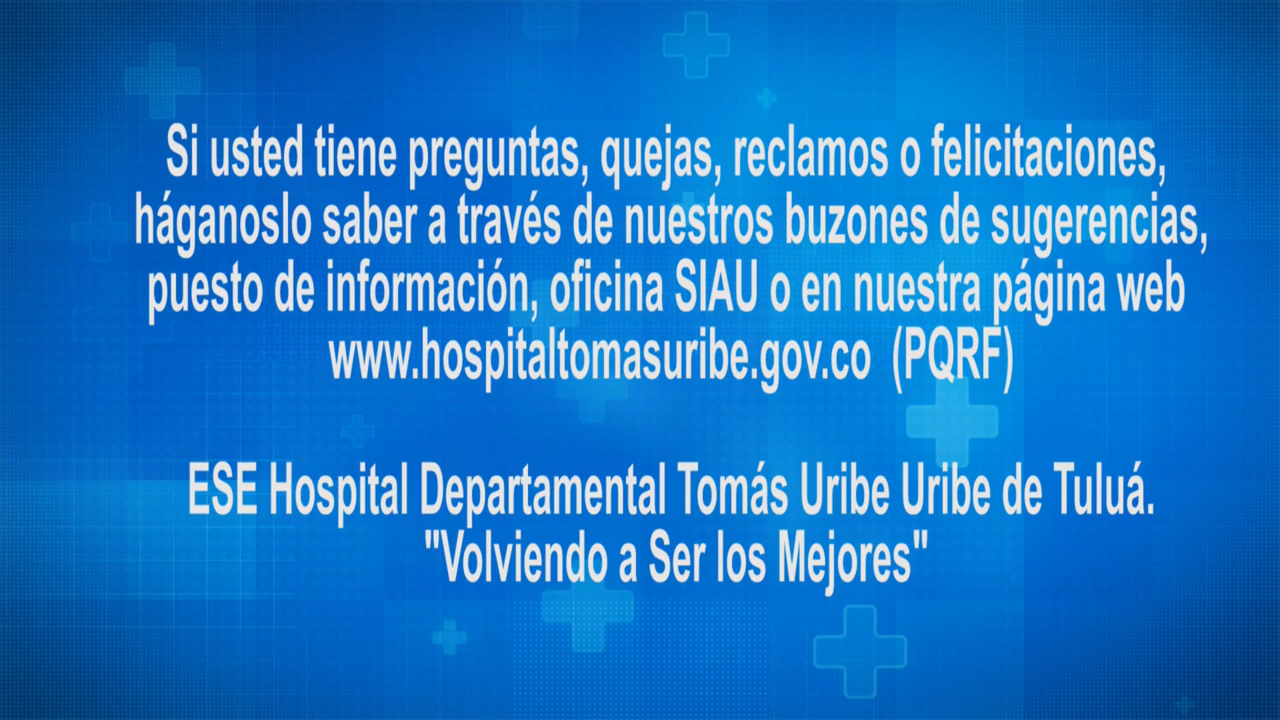 Si usted tiene preguntas, quejas, reclamos o felicitaciones,
háganoslo saber a través de nuestros buzones de sugerencias,
puesto de información, oficina SIAU o en nuestra página web
www.hospitaltomasuribe.gov.co (PQRF)
ESE Hospital Departamental Tomás Uribe Uribe de Tuluá.
"Volviendo a Ser los Mejores"